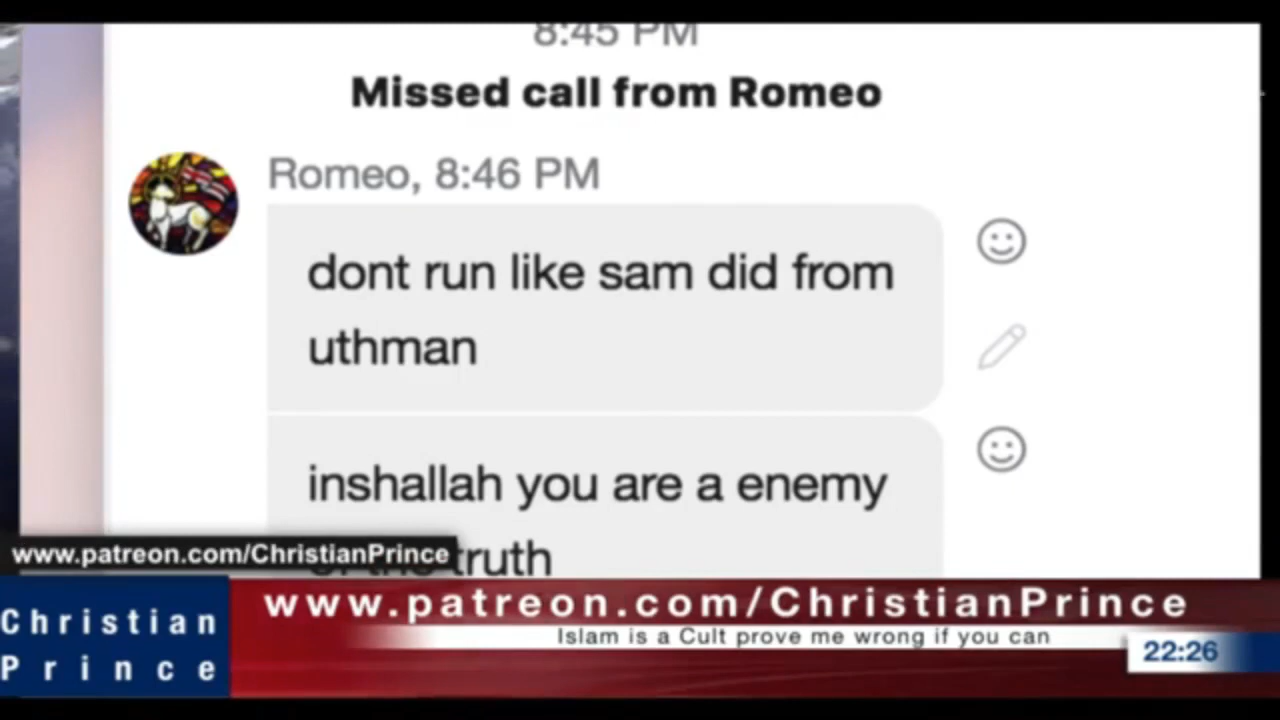 8:45 PM
Missed call from Romeo
Romeo, 8:46 PM
dont run like sam did from
uthman
inshallah you are a enemy
of the truth
www.patreon.com/ChristianPrince
www.patreon.com/ChristianPrince
Islam is a Cult prove me wrong if you can
Christian
Prince
22:26